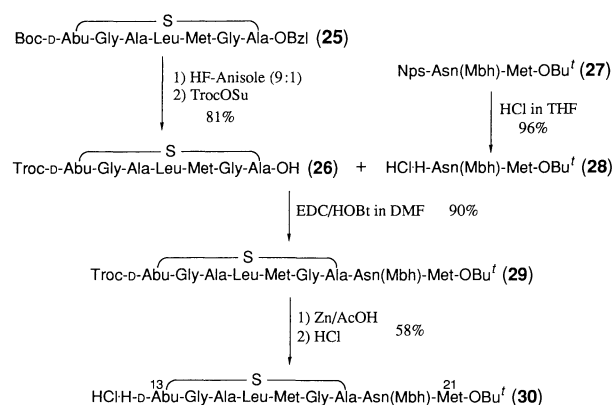 S
Boc-D-Abu-Gly-Ala-Leu-Met-Gly-Ala-OBzl (25)
1) HF-Anisole (9:1)
2) TrocOSu
81%
Nps-Asn(Mbh)-Met-OBuᵗ (27)
HCl in THF
96%
S
Troc-D-Abu-Gly-Ala-Leu-Met-Gly-Ala-OH (26) + HCl·H-Asn(Mbh)-Met-OBuᵗ (28)
EDC/HOBt in DMF 90%
S
Troc-D-Abu-Gly-Ala-Leu-Met-Gly-Ala-Asn(Mbh)-Met-OBuᵗ (29)
1) Zn/AcOH
2) HCl
58%
13 S 21
HCl·H-D-Abu-Gly-Ala-Leu-Met-Gly-Ala-Asn(Mbh)-Met-OBuᵗ (30)